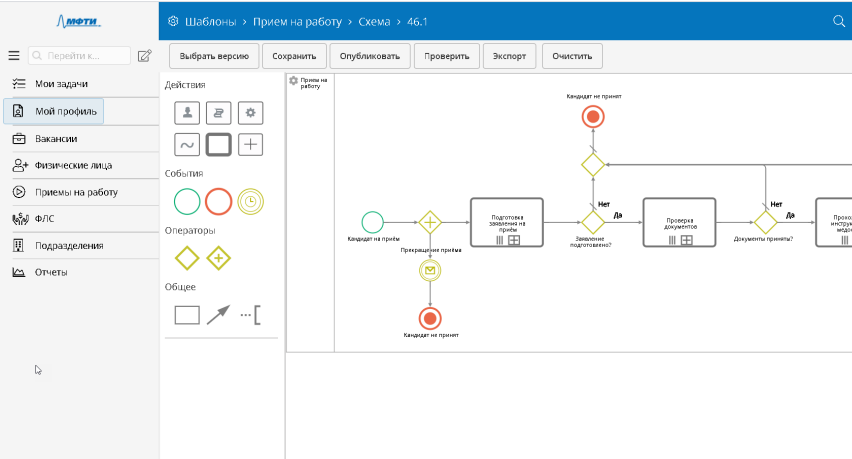 МФТИ
Шаблоны > Прием на работу > Схема > 46.1
Перейти к...
Выбрать версию
Сохранить
Опубликовать
Проверить
Экспорт
Очистить
Мои задачи
Мой профиль
Вакансии
Физические лица
Приемы на работу
ФЛС
Подразделения
Отчеты
Действия
События
Операторы
Общее
Прием на
работу
Кандидат не принят
Кандидат на приём
Прекращение приёма
Кандидат не принят
Подготовка
заявления на
приём
Нет
Да
Заявление
подготовлено?
Проверка
документов
Нет
Да
Документы приняты?